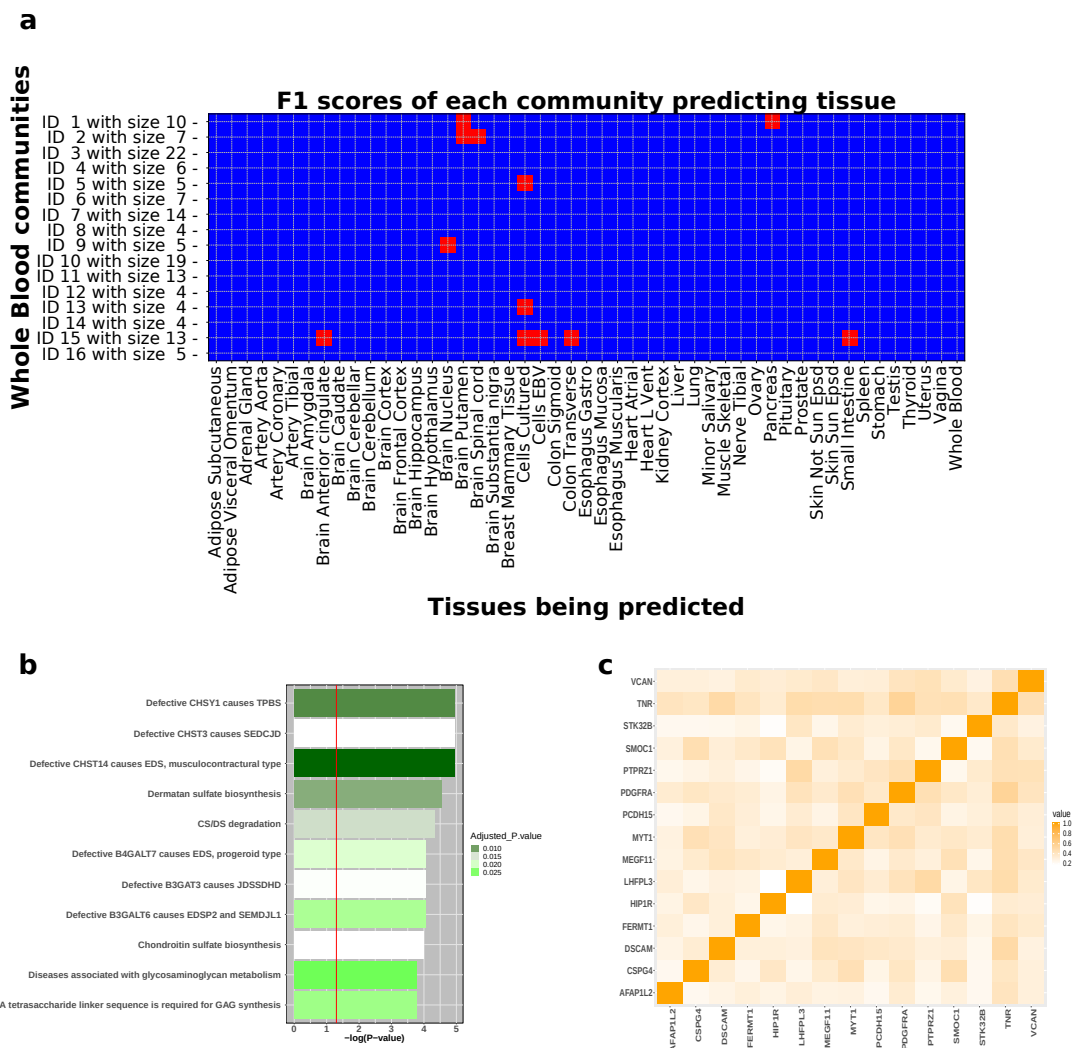 a
F1 scores of each community predicting tissue
Whole Blood communities
ID 1 with size 10 -
ID 2 with size 7 -
ID 3 with size 22 -
ID 4 with size 6 -
ID 5 with size 5 -
ID 6 with size 7 -
ID 7 with size 14 -
ID 8 with size 4 -
ID 9 with size 5 -
ID 10 with size 19 -
ID 11 with size 13 -
ID 12 with size 4 -
ID 13 with size 4 -
ID 14 with size 4 -
ID 15 with size 13 -
ID 16 with size 5 -
Adipose Subcutaneous
Adipose Visceral Omentum
Adrenal Gland
Artery Aorta
Artery Coronary
Artery Tibial
Brain Amygdala
Brain Anterior cingulate
Brain Caudate
Brain Cerebellar
Brain Cerebellum
Brain Cortex
Brain Frontal Cortex
Brain Hippocampus
Brain Hypothalamus
Brain Nucleus
Brain Putamen
Brain Spinal cord
Brain Substantia nigra
Breast Mammary Tissue
Cells Cultured
Cells EBV
Colon Sigmoid
Colon Transverse
Esophagus Gastro
Esophagus Mucosa
Esophagus Muscularis
Heart Atrial
Heart L Vent
Kidney Cortex
Liver
Lung
Minor Salivary
Muscle Skeletal
Nerve Tibial
Ovary
Pancreas
Pituitary
Prostate
Skin Not Sun Epsd
Skin Sun Epsd
Small Intestine
Spleen
Stomach
Testis
Thyroid
Uterus
Vagina
Whole Blood
Tissues being predicted
b
Defective CHSY1 causes TPBS
Defective CHST3 causes SEDCJD
Defective CHST14 causes EDS, musculocontractural type
Dermatan sulfate biosynthesis
CS/DS degradation
Defective B4GALT7 causes EDS, progeroid type
Defective B3GAT3 causes JDSSDHD
Defective B3GALT6 causes EDSP2 and SEMDJL1
Chondroitin sulfate biosynthesis
Diseases associated with glycosaminoglycan metabolism
A tetrasaccharide linker sequence is required for GAG synthesis
0 1 2 3 4 5
−log(P−value)
Adjusted_P.value
0.010
0.015
0.020
0.025
c
VCAN
TNR
STK32B
SMOC1
PTPRZ1
PDGFRA
PCDH15
MYT1
MEGF11
LHFPL3
HIP1R
FERMT1
DSCAM
CSPG4
AFAP1L2
AFAP1L2
CSPG4
DSCAM
FERMT1
HIP1R
LHFPL3
MEGF11
MYT1
PCDH15
PDGFRA
PTPRZ1
SMOC1
STK32B
TNR
VCAN
value
1.0
0.8
0.6
0.4
0.2